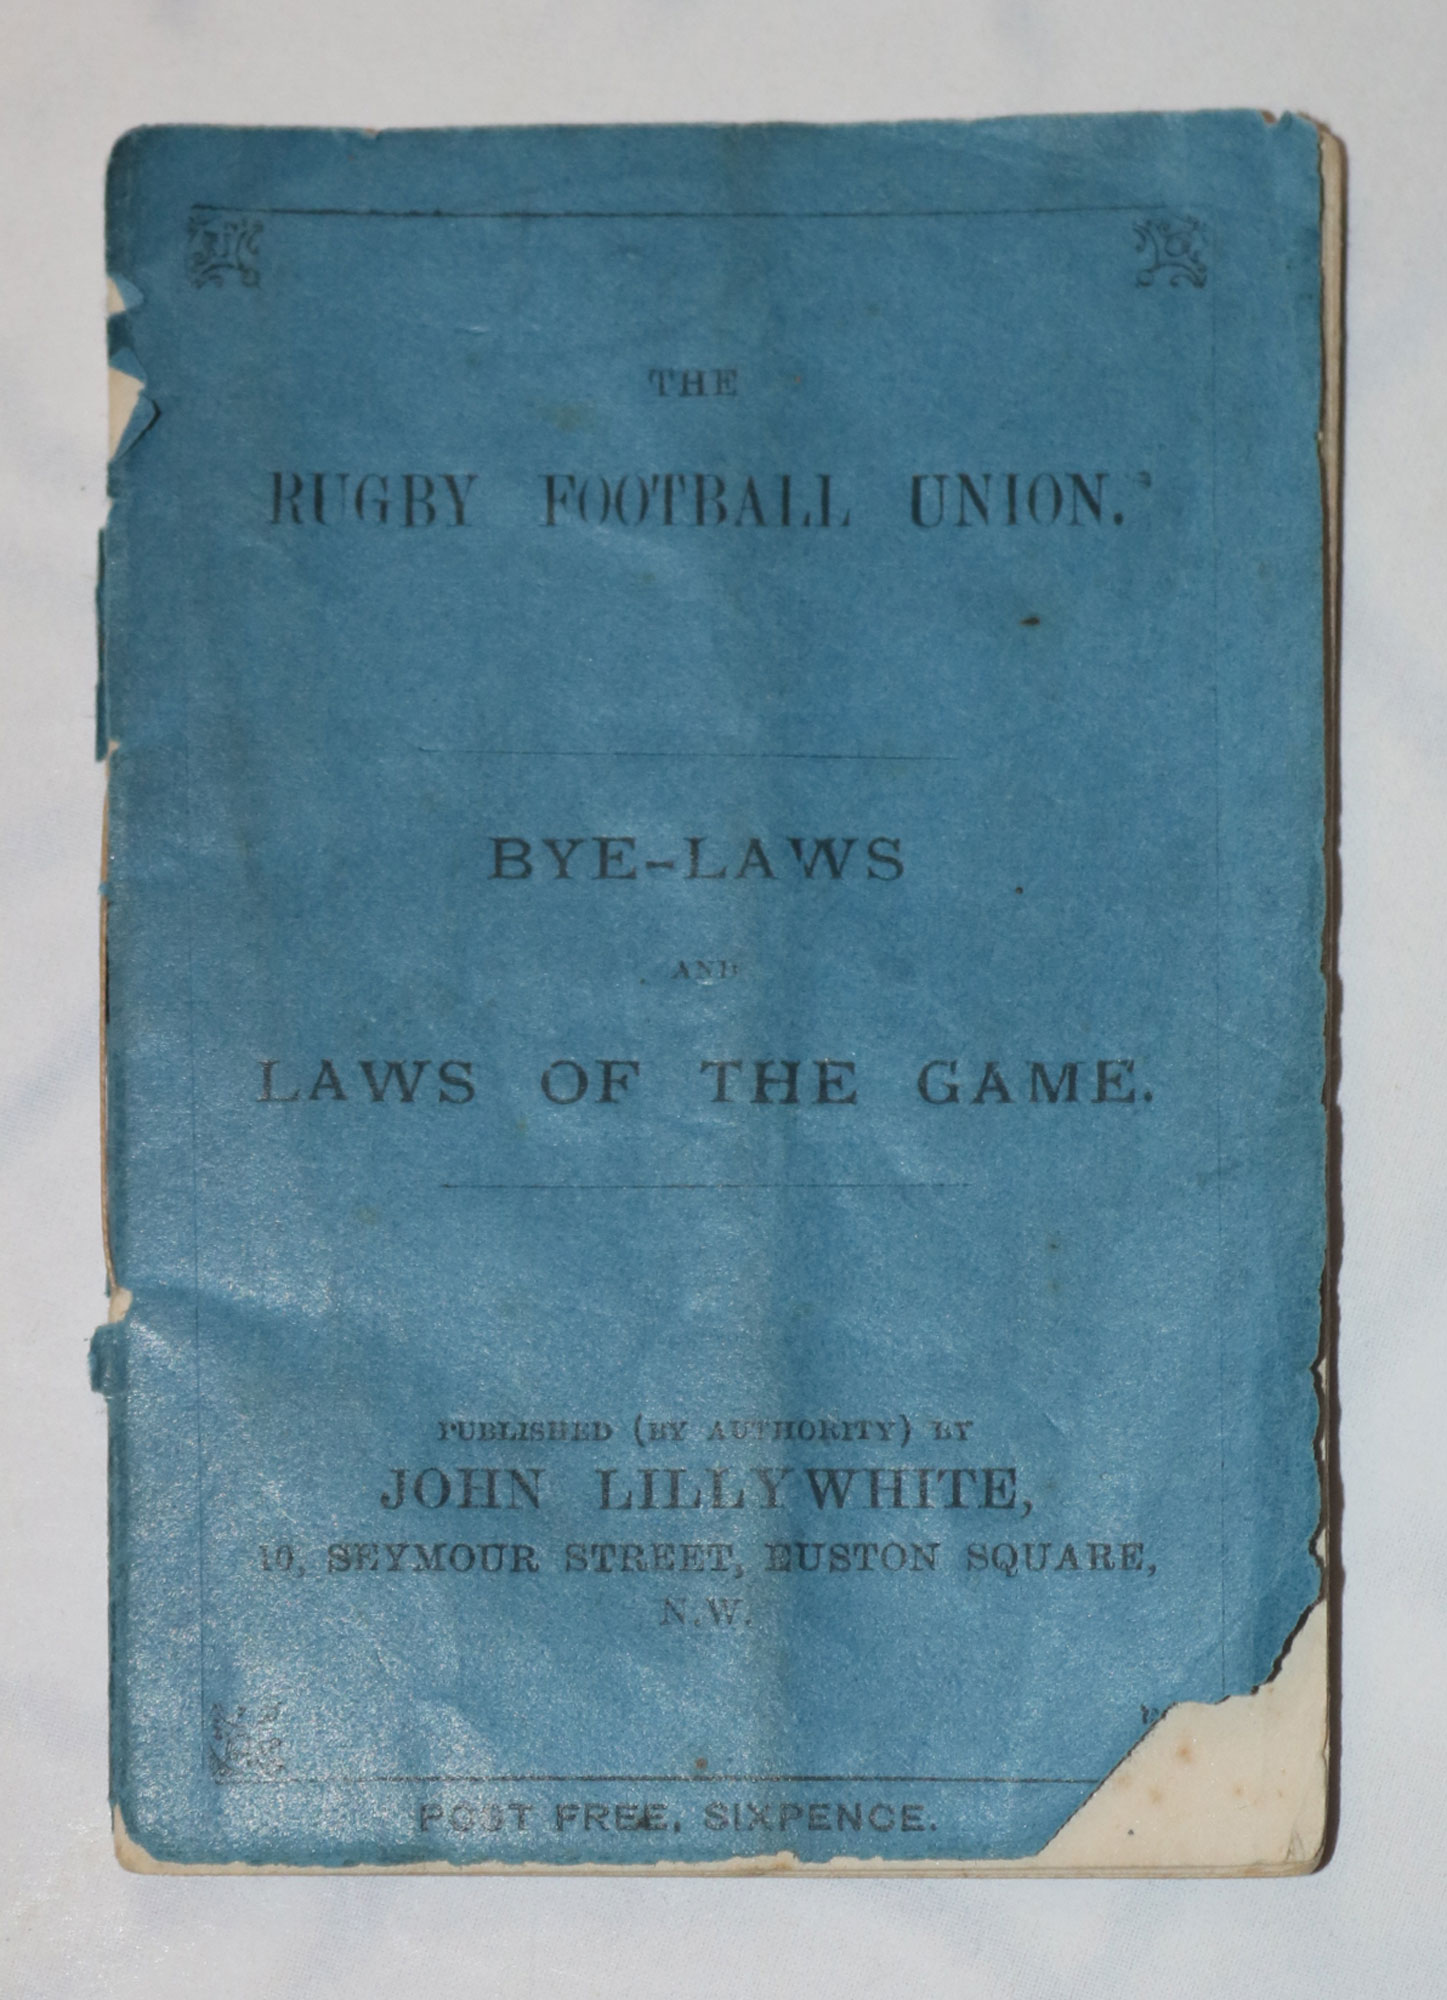 THE
RUGBY FOOTBALL UNION.
BYE-LAWS
AND
LAWS OF THE GAME.
PUBLISHED (BY AUTHORITY) BY
JOHN LILLYWHITE,
10, SEYMOUR STREET, EUSTON SQUARE,
N.W.
POST FREE, SIXPENCE.